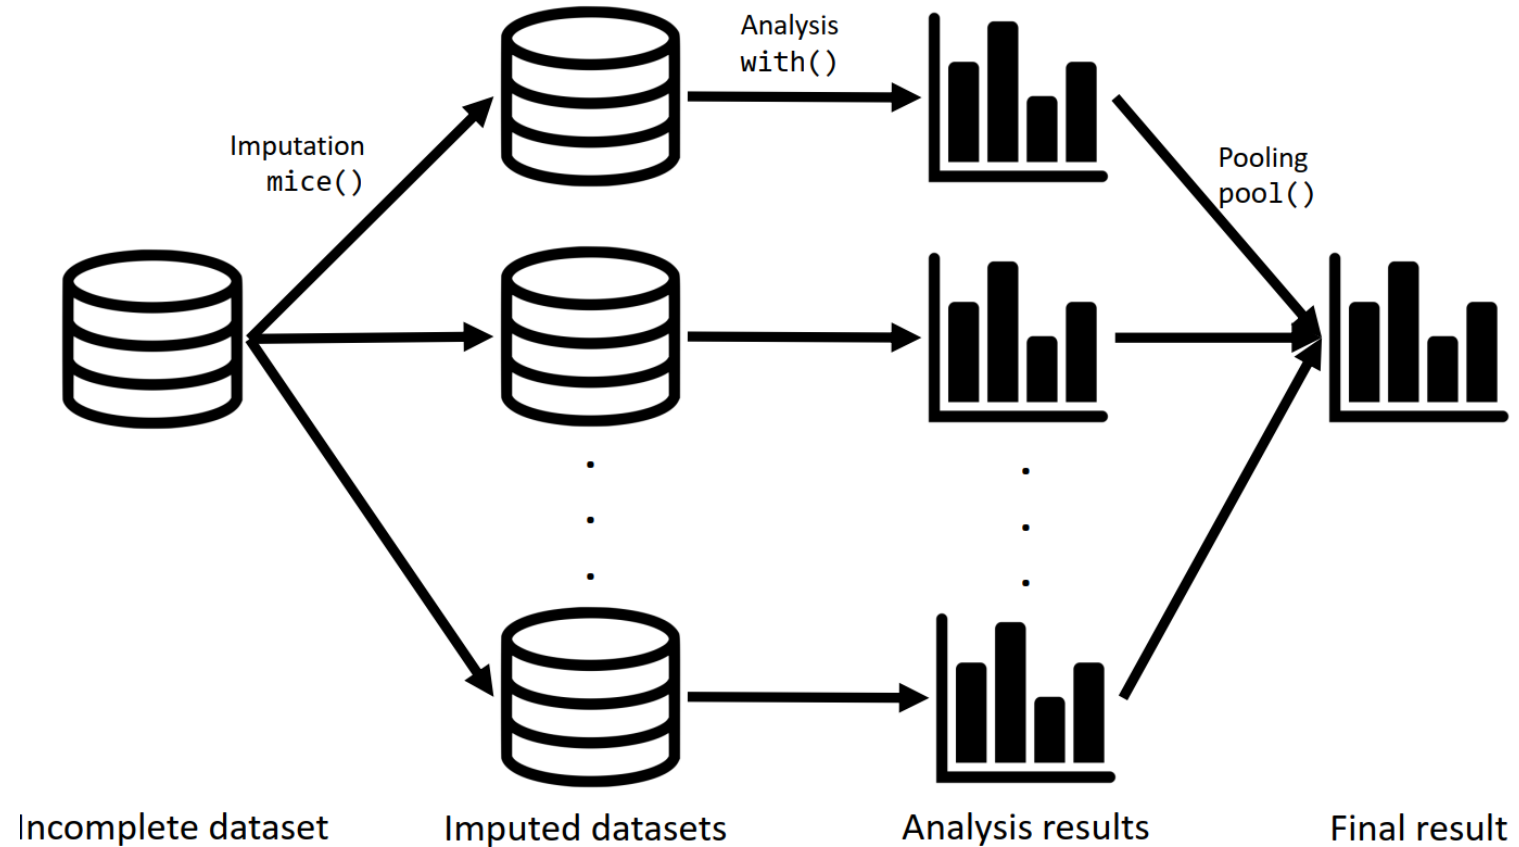 Analysis
with()
Imputation
mice()
Pooling
pool()
Incomplete dataset
Imputed datasets
Analysis results
Final result